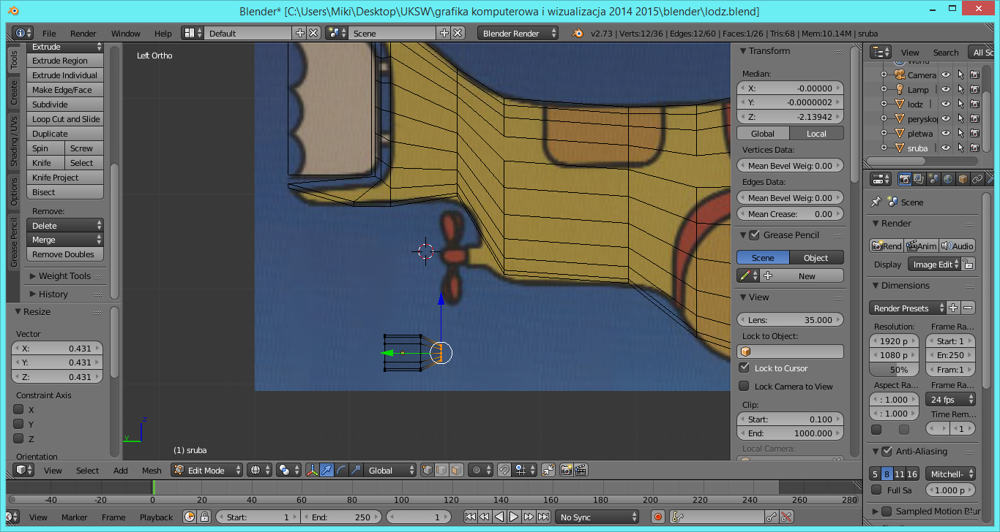 Blender* [C:\Users\Miki\Desktop\UKSW\grafika komputerowa i wizualizacja 2014 2015\blender\lodz.blend]
File Render Window Help Default Scene Blender Render v2.73 | Verts:12/36 | Edges:12/60 | Faces:1/26 | Tris:68 | Mem:10.14M | sruba
Tools
Create
Shading / UVs
Options
Grease Pencil
Extrude
Extrude Region
Extrude Individual
Make Edge/Face
Subdivide
Loop Cut and Slide
Duplicate
Spin Screw
Knife Select
Knife Project
Bisect
Remove:
Delete
Merge
Remove Doubles
Weight Tools
History
Resize
Vector
X: 0.431
Y: 0.431
Z: 0.431
Constraint Axis
X
Y
Z
Orientation
Left Ortho
z
y
(1) sruba
Transform
Median:
X: -0.00000
Y: -0.0000002
Z: -2.13942
Global Local
Vertices Data:
Mean Bevel Weig: 0.00
Edges Data:
Mean Bevel Weig: 0.00
Mean Crease: 0.00
Grease Pencil
Scene Object
New
View
Lens: 35.000
Lock to Object:
Lock to Cursor
Lock Camera to View
Clip:
Start: 0.100
End: 1000.000
Local Camera:
View Search All Sc
World
Camera
Lamp
lodz
perysko
pletwa
sruba
Scene
Render
Rend Anim Audio
Display Image Edit
Dimensions
Render Presets
Resolution: Frame Ra...
1920 p Start: 1
1080 p En:250
50% Fram:1
Aspect Ra... Frame Ra...
: 1.000 24 fps
: 1.000 Time Rem...
1
Anti-Aliasing
5 8 11 16 Mitchell-
Full Sa 1.000 p
Sampled Motion Blur
View Select Add Mesh Edit Mode Global
-40 -20 0 20 40 60 80 100 120 140 160 180 200 220 240 260 280
View Marker Frame Playback Start: 1 End: 250 1 No Sync